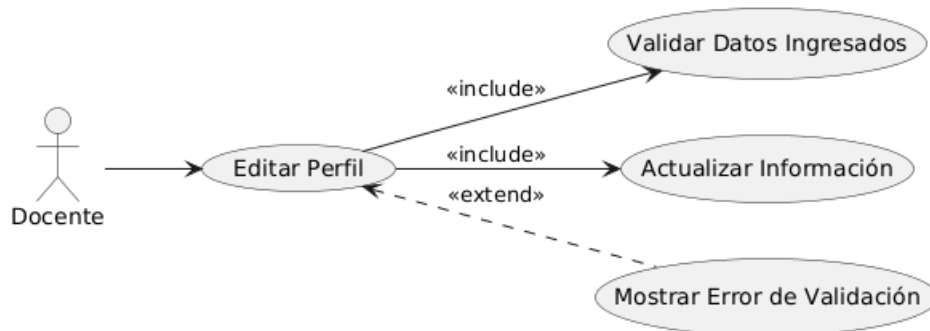 Validar Datos Ingresados
«include»
Docente
Editar Perfil
«include»
Actualizar Información
«extend»
Mostrar Error de Validación